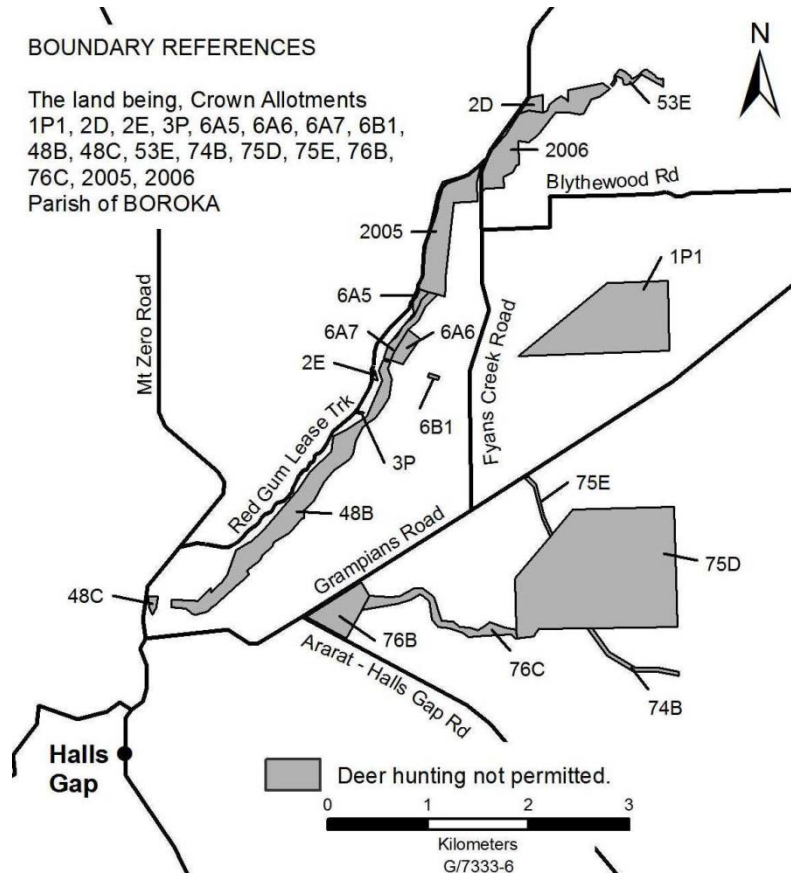 BOUNDARY REFERENCES
The land being, Crown Allotments
1P1, 2D, 2E, 3P, 6A5, 6A6, 6A7, 6B1,
48B, 48C, 53E, 74B, 75D, 75E, 76B,
76C, 2005, 2006
Parish of BOROKA
N
2D
53E
2006
Blythewood Rd
2005
1P1
Mt Zero Road
6A5
6A7
6A6
2E
6B1
Fyans Creek Road
Red Gum Lease Trk
3P
48B
75E
Grampians Road
75D
48C
76B
76C
Ararat - Halls Gap Rd
74B
Halls
Gap
Deer hunting not permitted.
0 1 2 3
Kilometers
G/7333-6